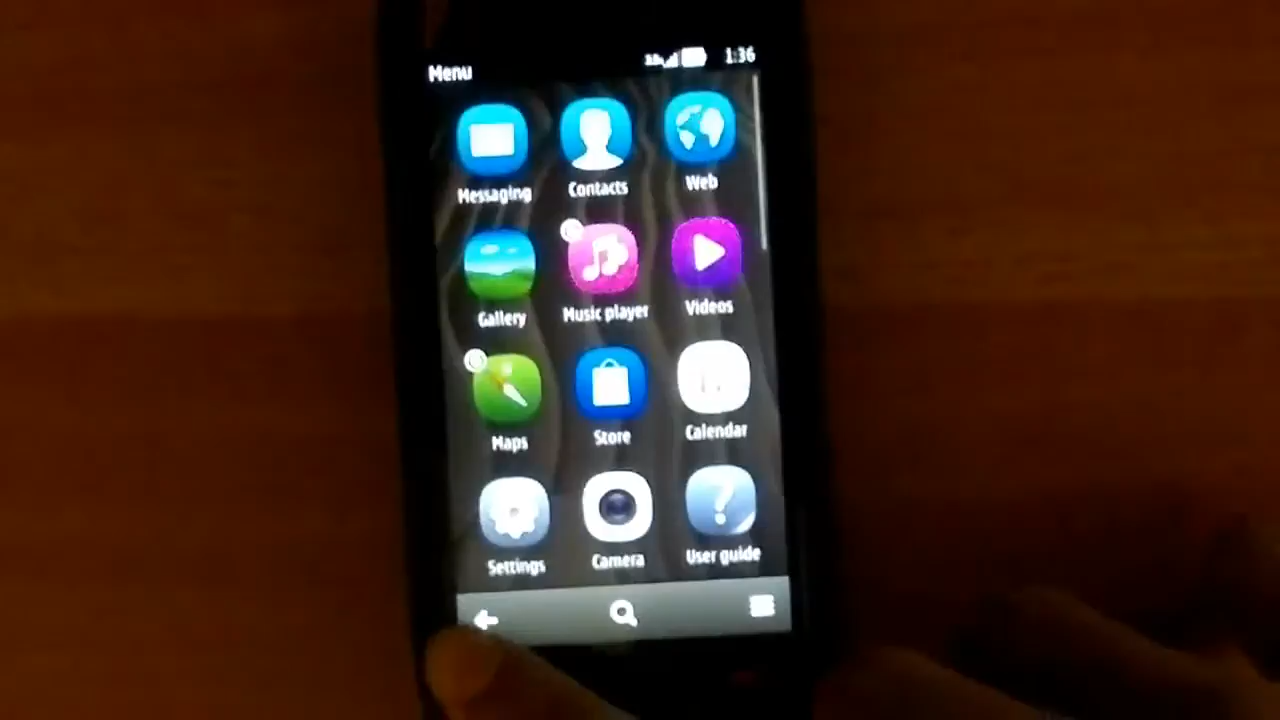 Menu
1:36
Messaging
Contacts
Web
Gallery
Music player
Videos
Maps
Store
Calendar
Settings
Camera
User guide